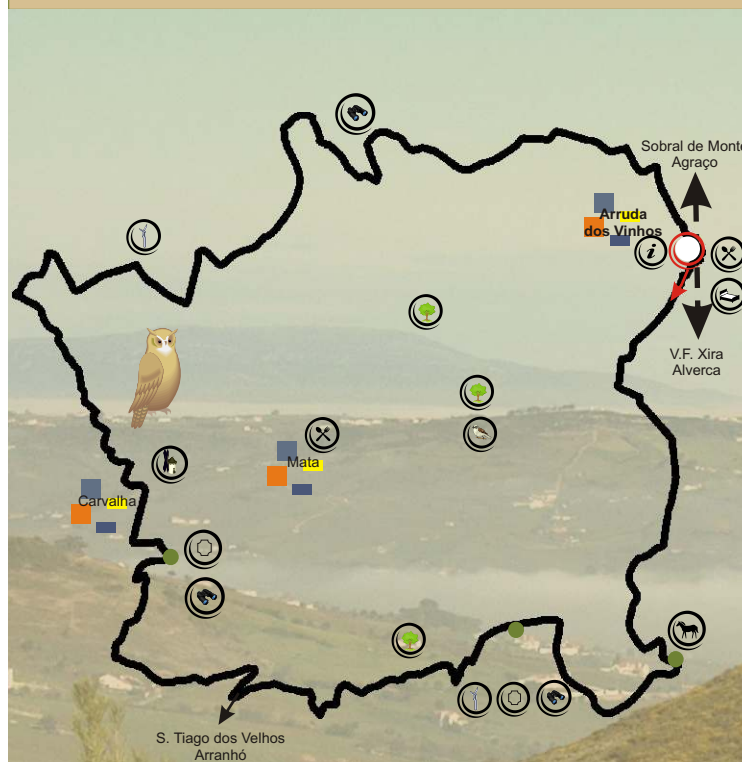 Sobral de Monte
Agraço
Arruda
dos Vinhos
i
V.F. Xira
Alverca
Mata
Carvalha
S. Tiago dos Velhos
Arranhó